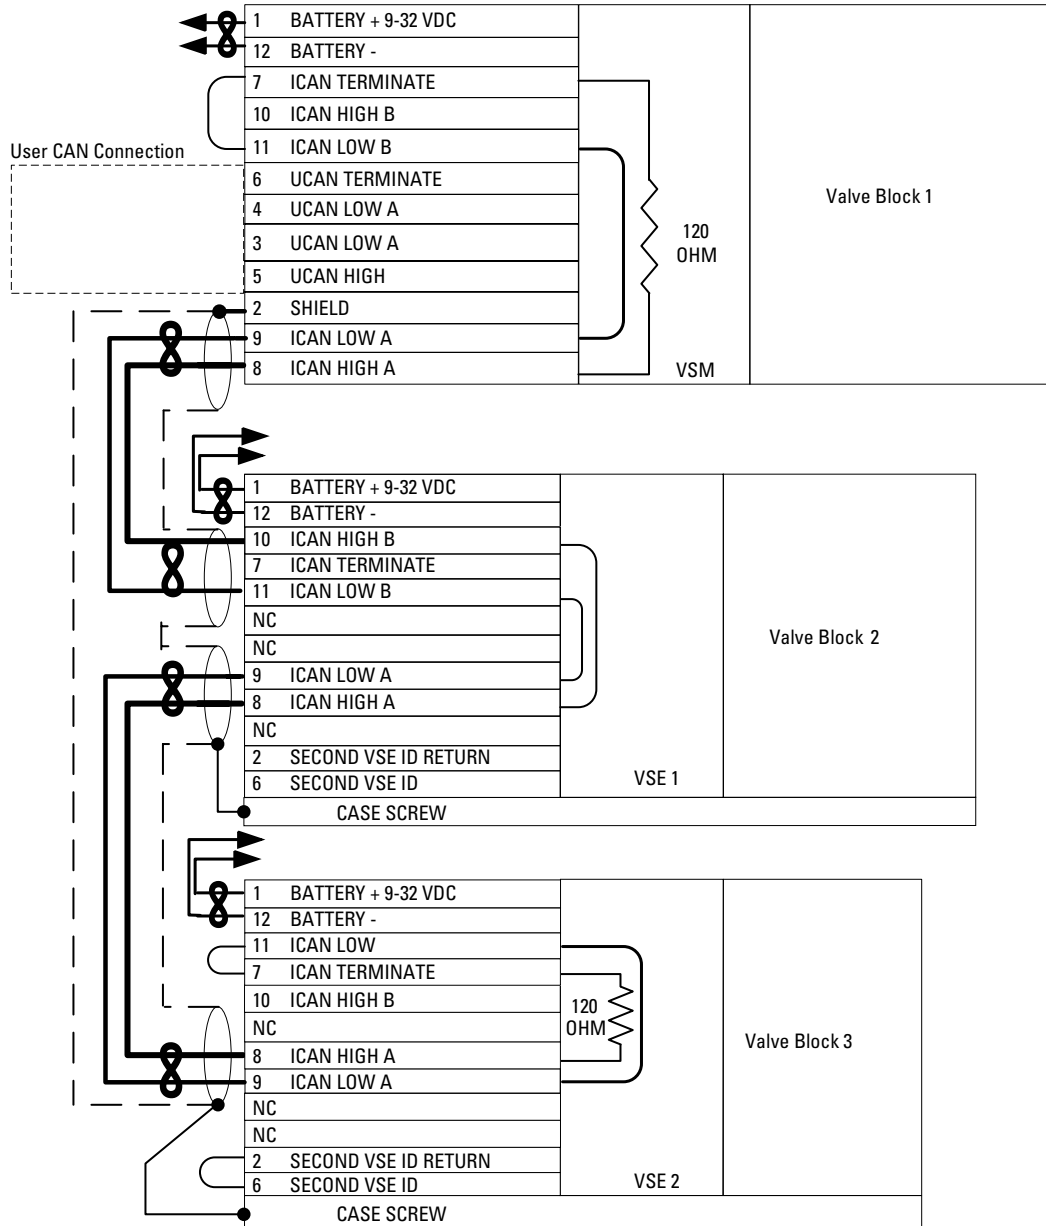 1 BATTERY + 9-32 VDC
12 BATTERY -
7 ICAN TERMINATE
10 ICAN HIGH B
11 ICAN LOW B
User CAN Connection
6 UCAN TERMINATE
4 UCAN LOW A
3 UCAN LOW A
5 UCAN HIGH
2 SHIELD
9 ICAN LOW A
8 ICAN HIGH A
120
OHM
VSM
Valve Block 1
1 BATTERY + 9-32 VDC
12 BATTERY -
10 ICAN HIGH B
7 ICAN TERMINATE
11 ICAN LOW B
NC
NC
9 ICAN LOW A
8 ICAN HIGH A
NC
2 SECOND VSE ID RETURN
6 SECOND VSE ID
CASE SCREW
VSE 1
Valve Block 2
1 BATTERY + 9-32 VDC
12 BATTERY -
11 ICAN LOW
7 ICAN TERMINATE
10 ICAN HIGH B
NC
8 ICAN HIGH A
9 ICAN LOW A
NC
NC
2 SECOND VSE ID RETURN
6 SECOND VSE ID
CASE SCREW
120
OHM
VSE 2
Valve Block 3